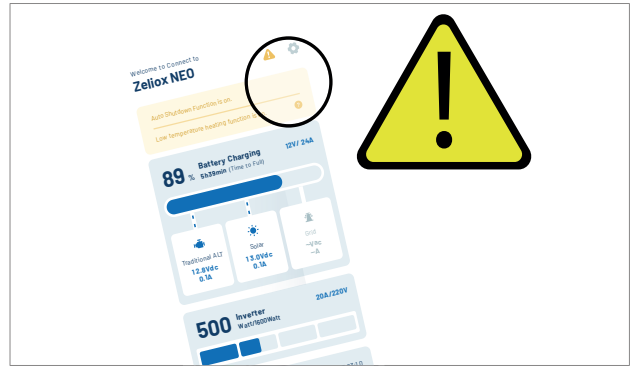 Welcome to Connect to
Zeliox NEO
Auto Shutdown Function is on.
Low temperature heating function is
?
89 %
Battery Charging
5h39min (Time to Full)
12V/ 24A
Traditional ALT
12.8Vdc
0.1A
Solar
13.0Vdc
0.1A
Grid
--Vac
--A
500
Inverter
Watt/1600Watt
20A/220V
!